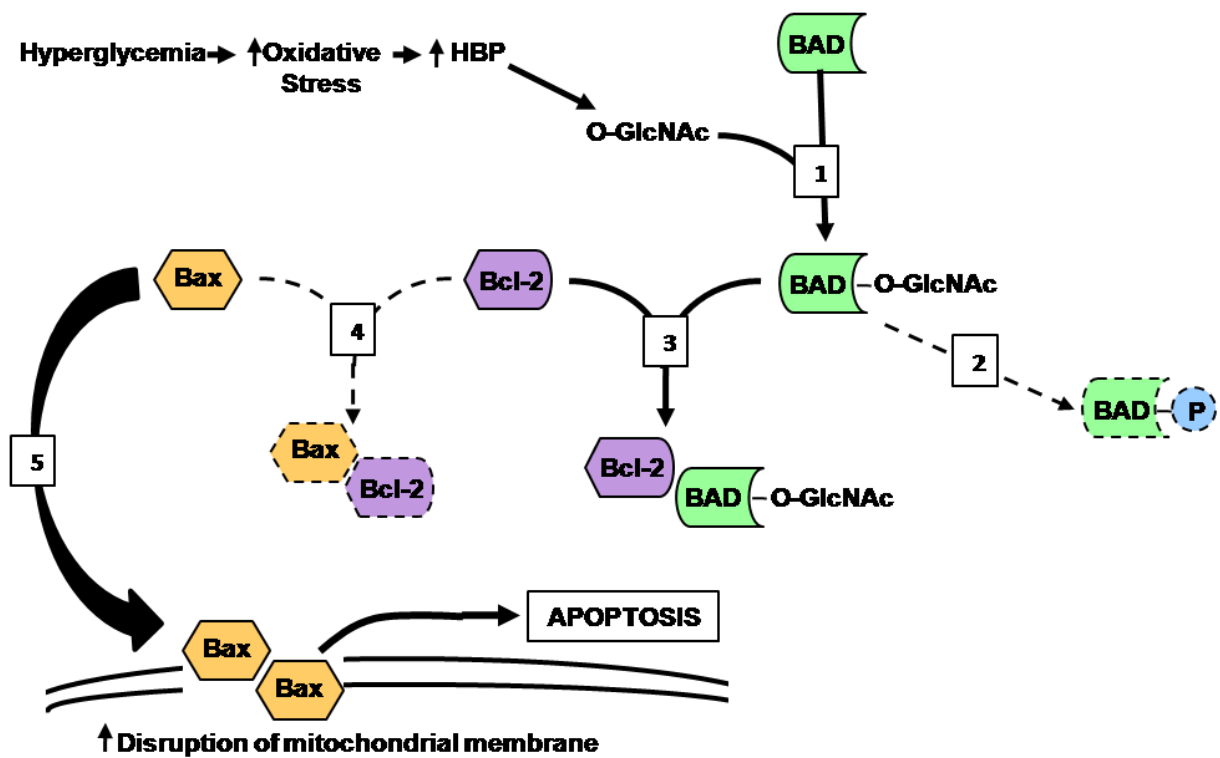 BAD
Hyperglycemia → ↑Oxidative Stress → ↑ HBP
O-GlcNAc
1
Bax
Bcl-2
BAD
O-GlcNAc
4
3
2
BAD
P
Bax
Bcl-2
Bcl-2
BAD
O-GlcNAc
5
APOPTOSIS
Bax
Bax
↑ Disruption of mitochondrial membrane